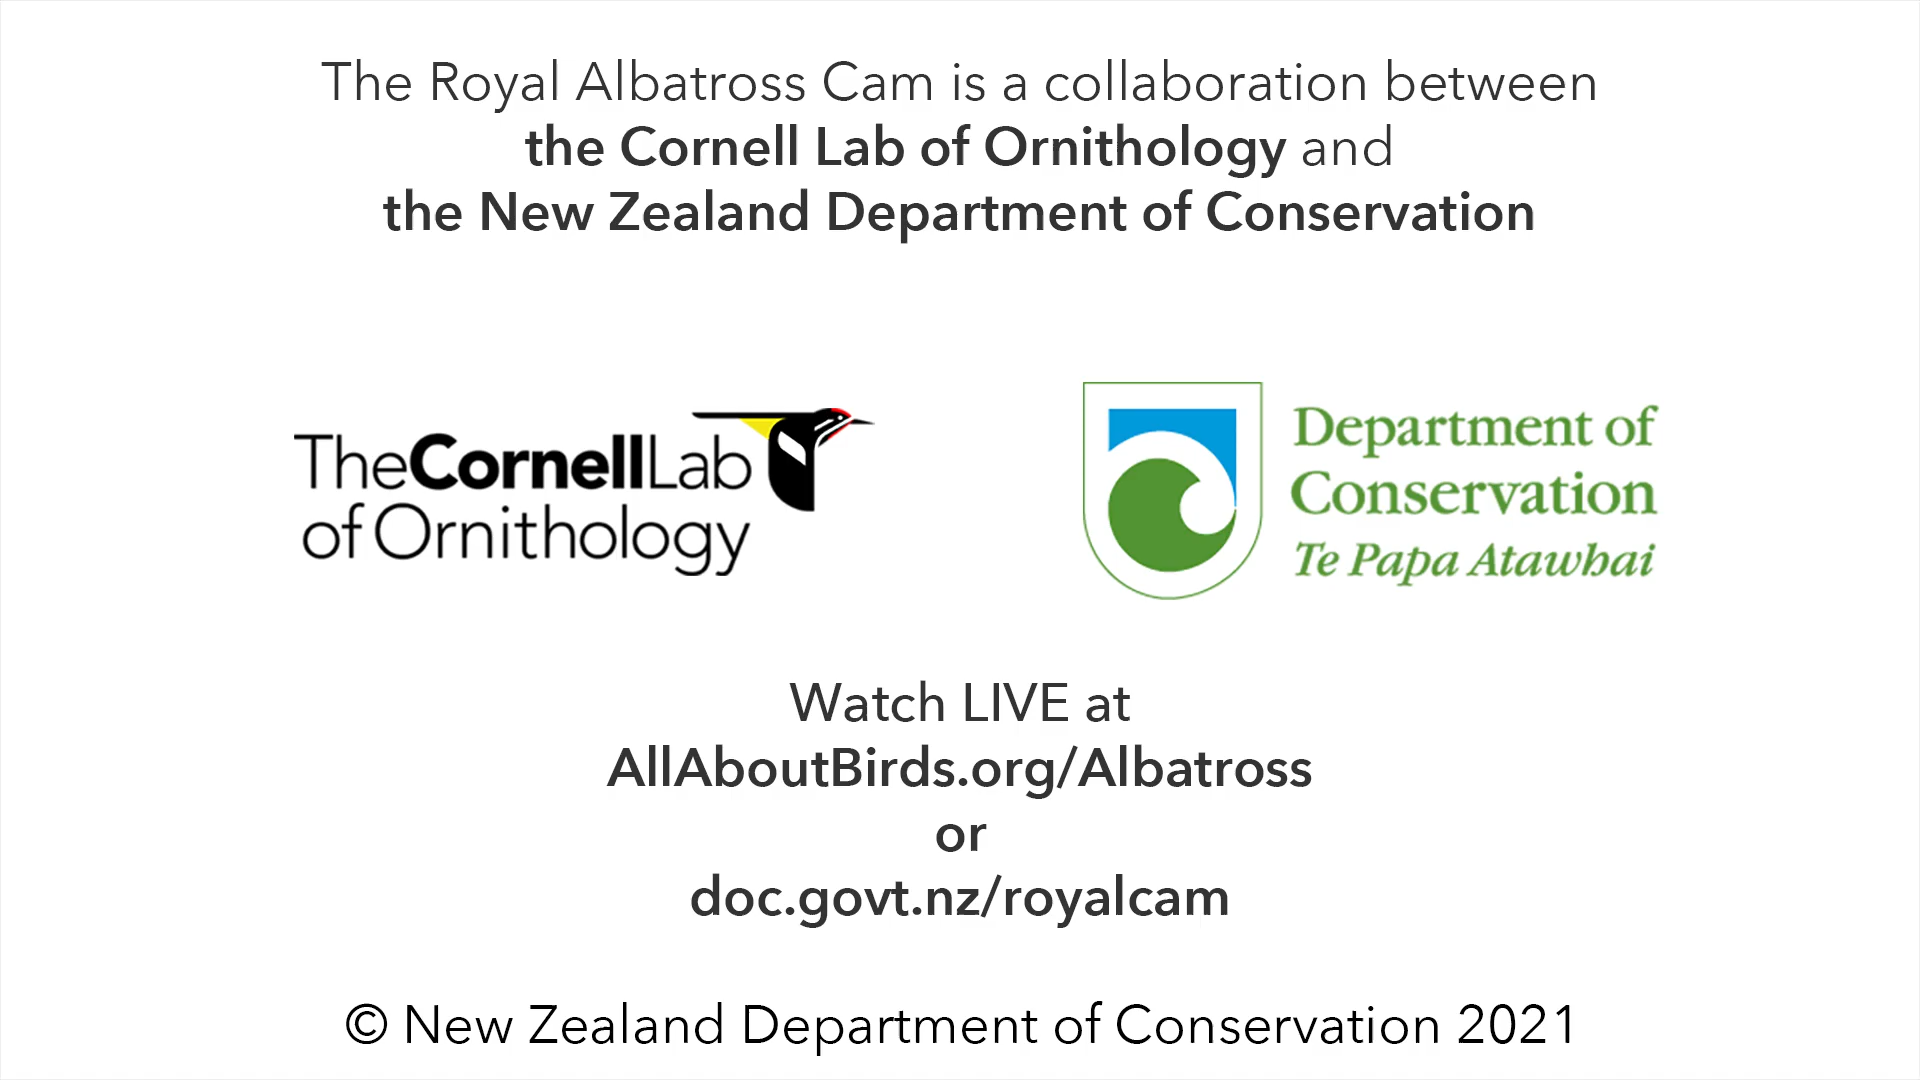 The Royal Albatross Cam is a collaboration between
the Cornell Lab of Ornithology and
the New Zealand Department of Conservation
TheCornellLab
of Ornithology
Department of
Conservation
Te Papa Atawhai
Watch LIVE at
AllAboutBirds.org/Albatross
or
doc.govt.nz/royalcam
© New Zealand Department of Conservation 2021